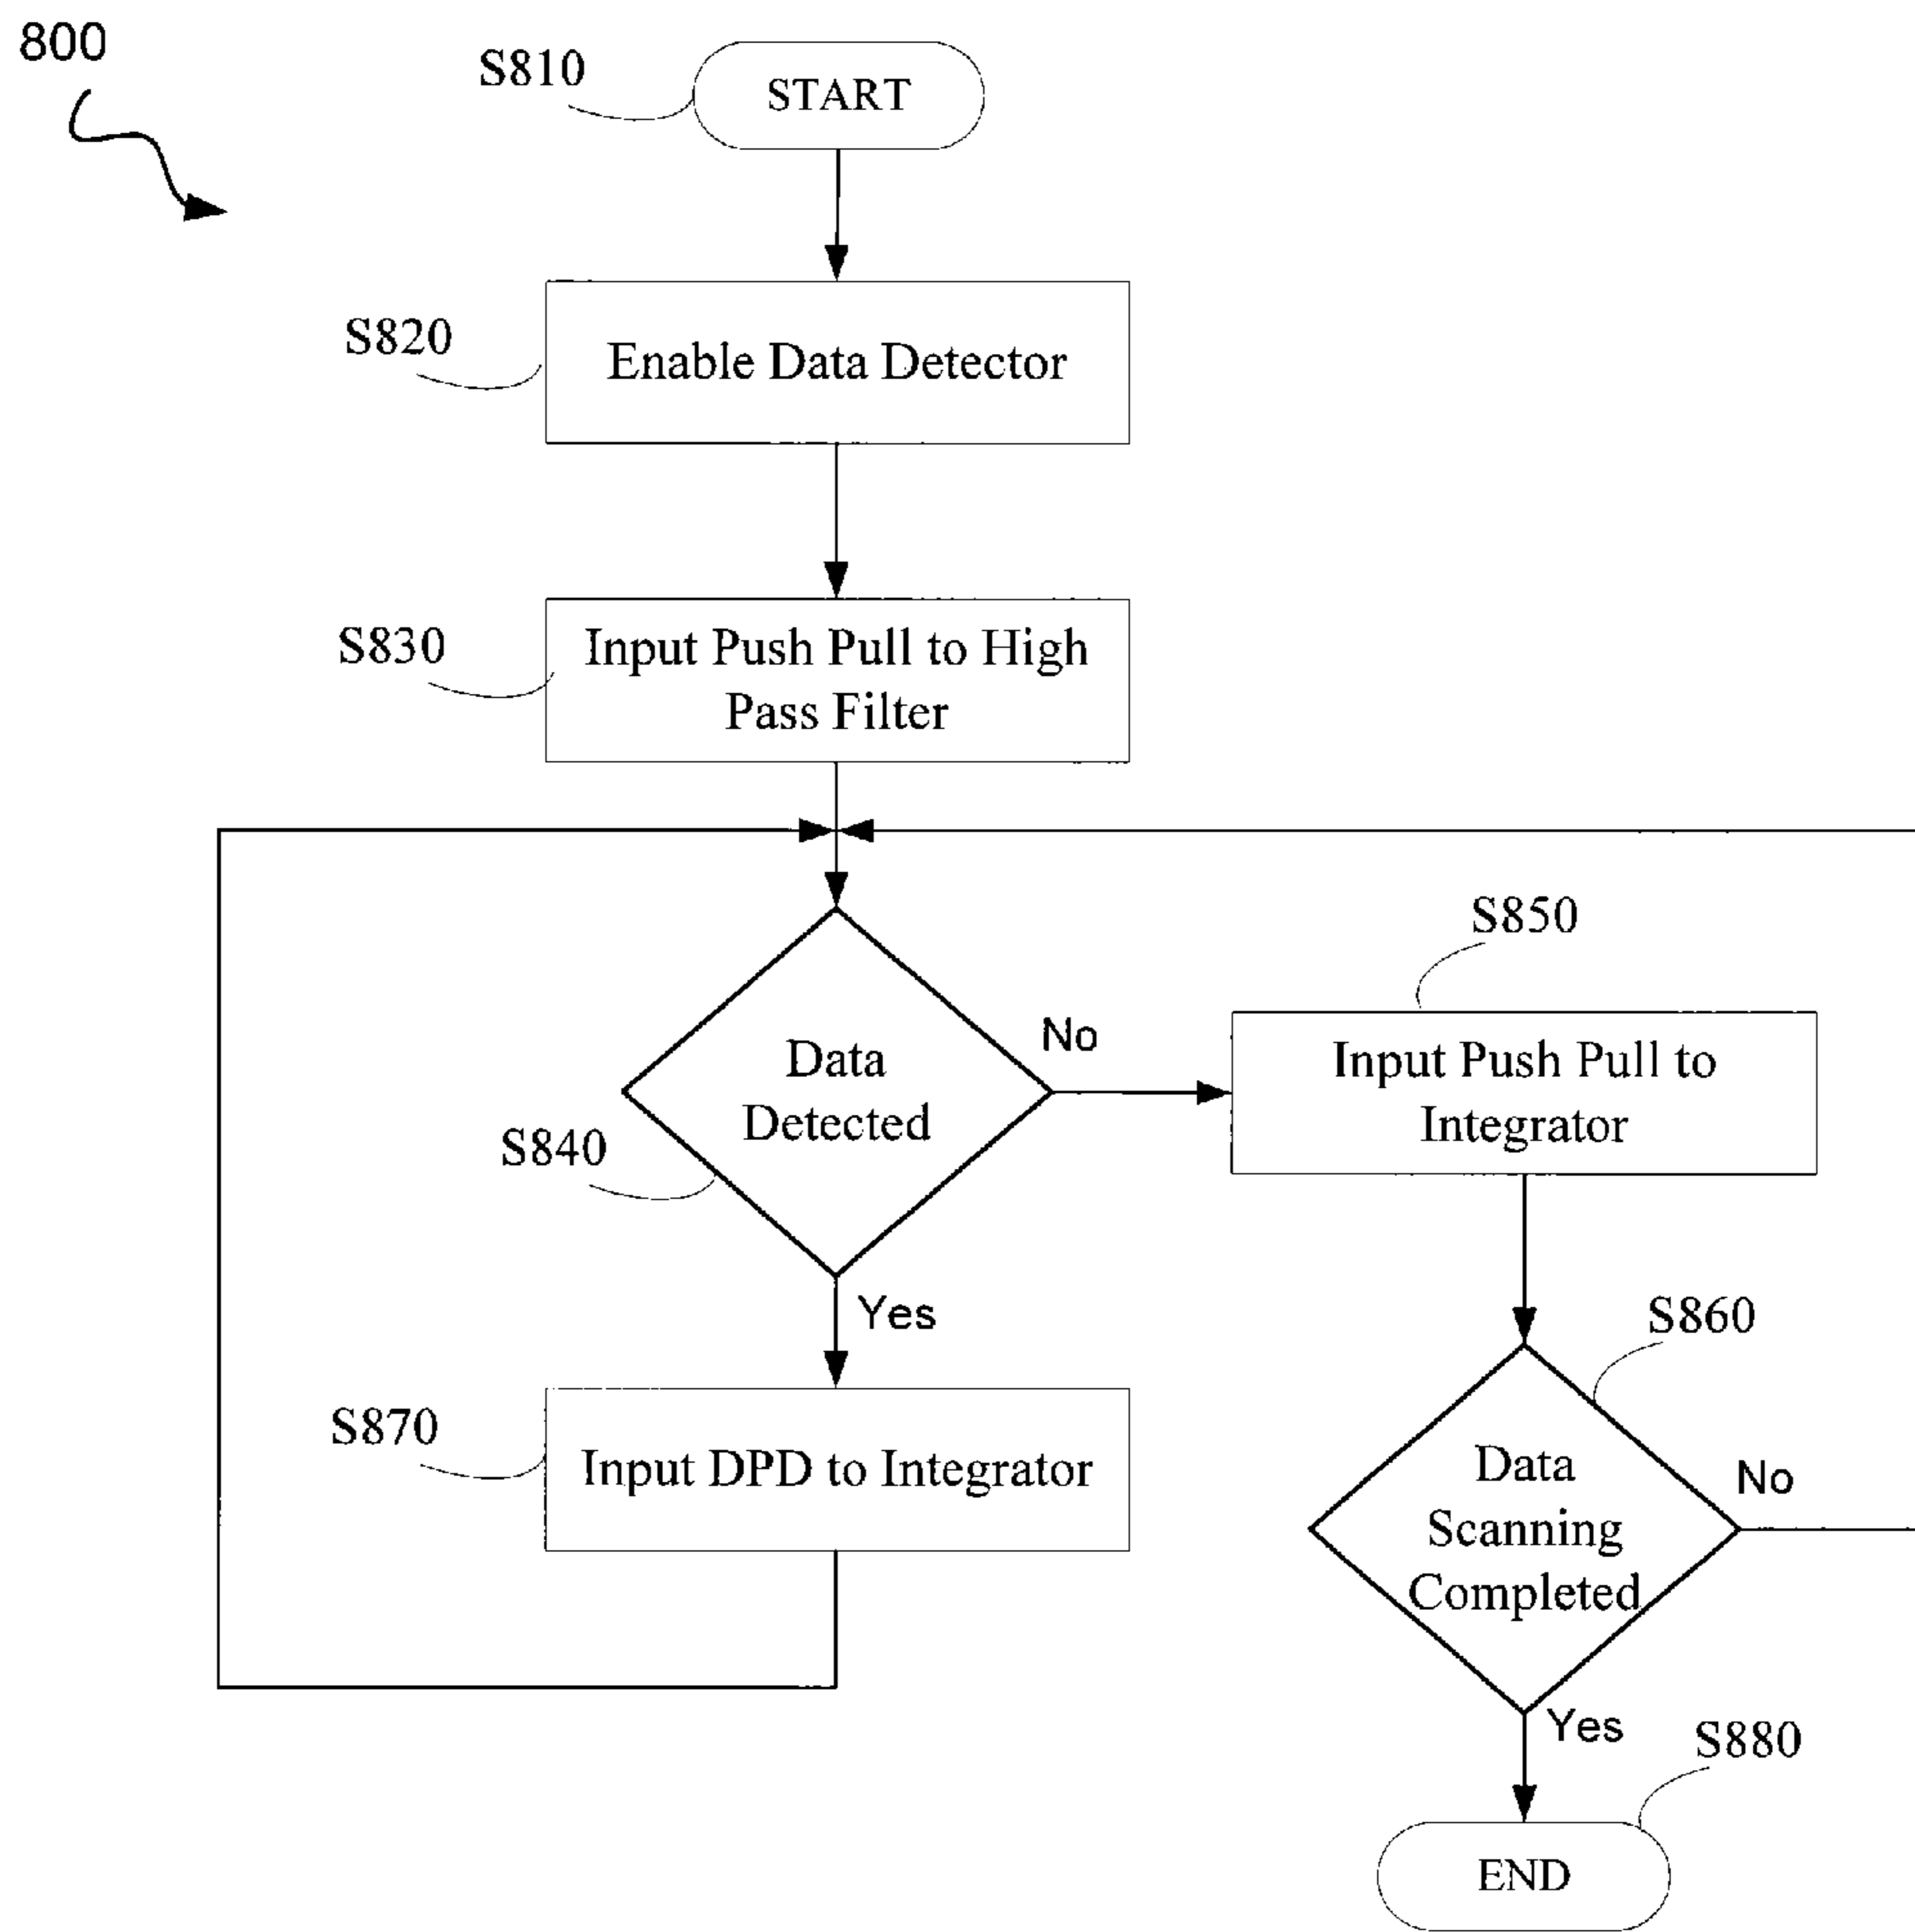 800
S810
START
S820
Enable Data Detector
S830
Input Push Pull to High
Pass Filter
S840
Data
Detected
No
Yes
S850
Input Push Pull to
Integrator
S860
Data
Scanning
Completed
No
Yes
S870
Input DPD to Integrator
S880
END